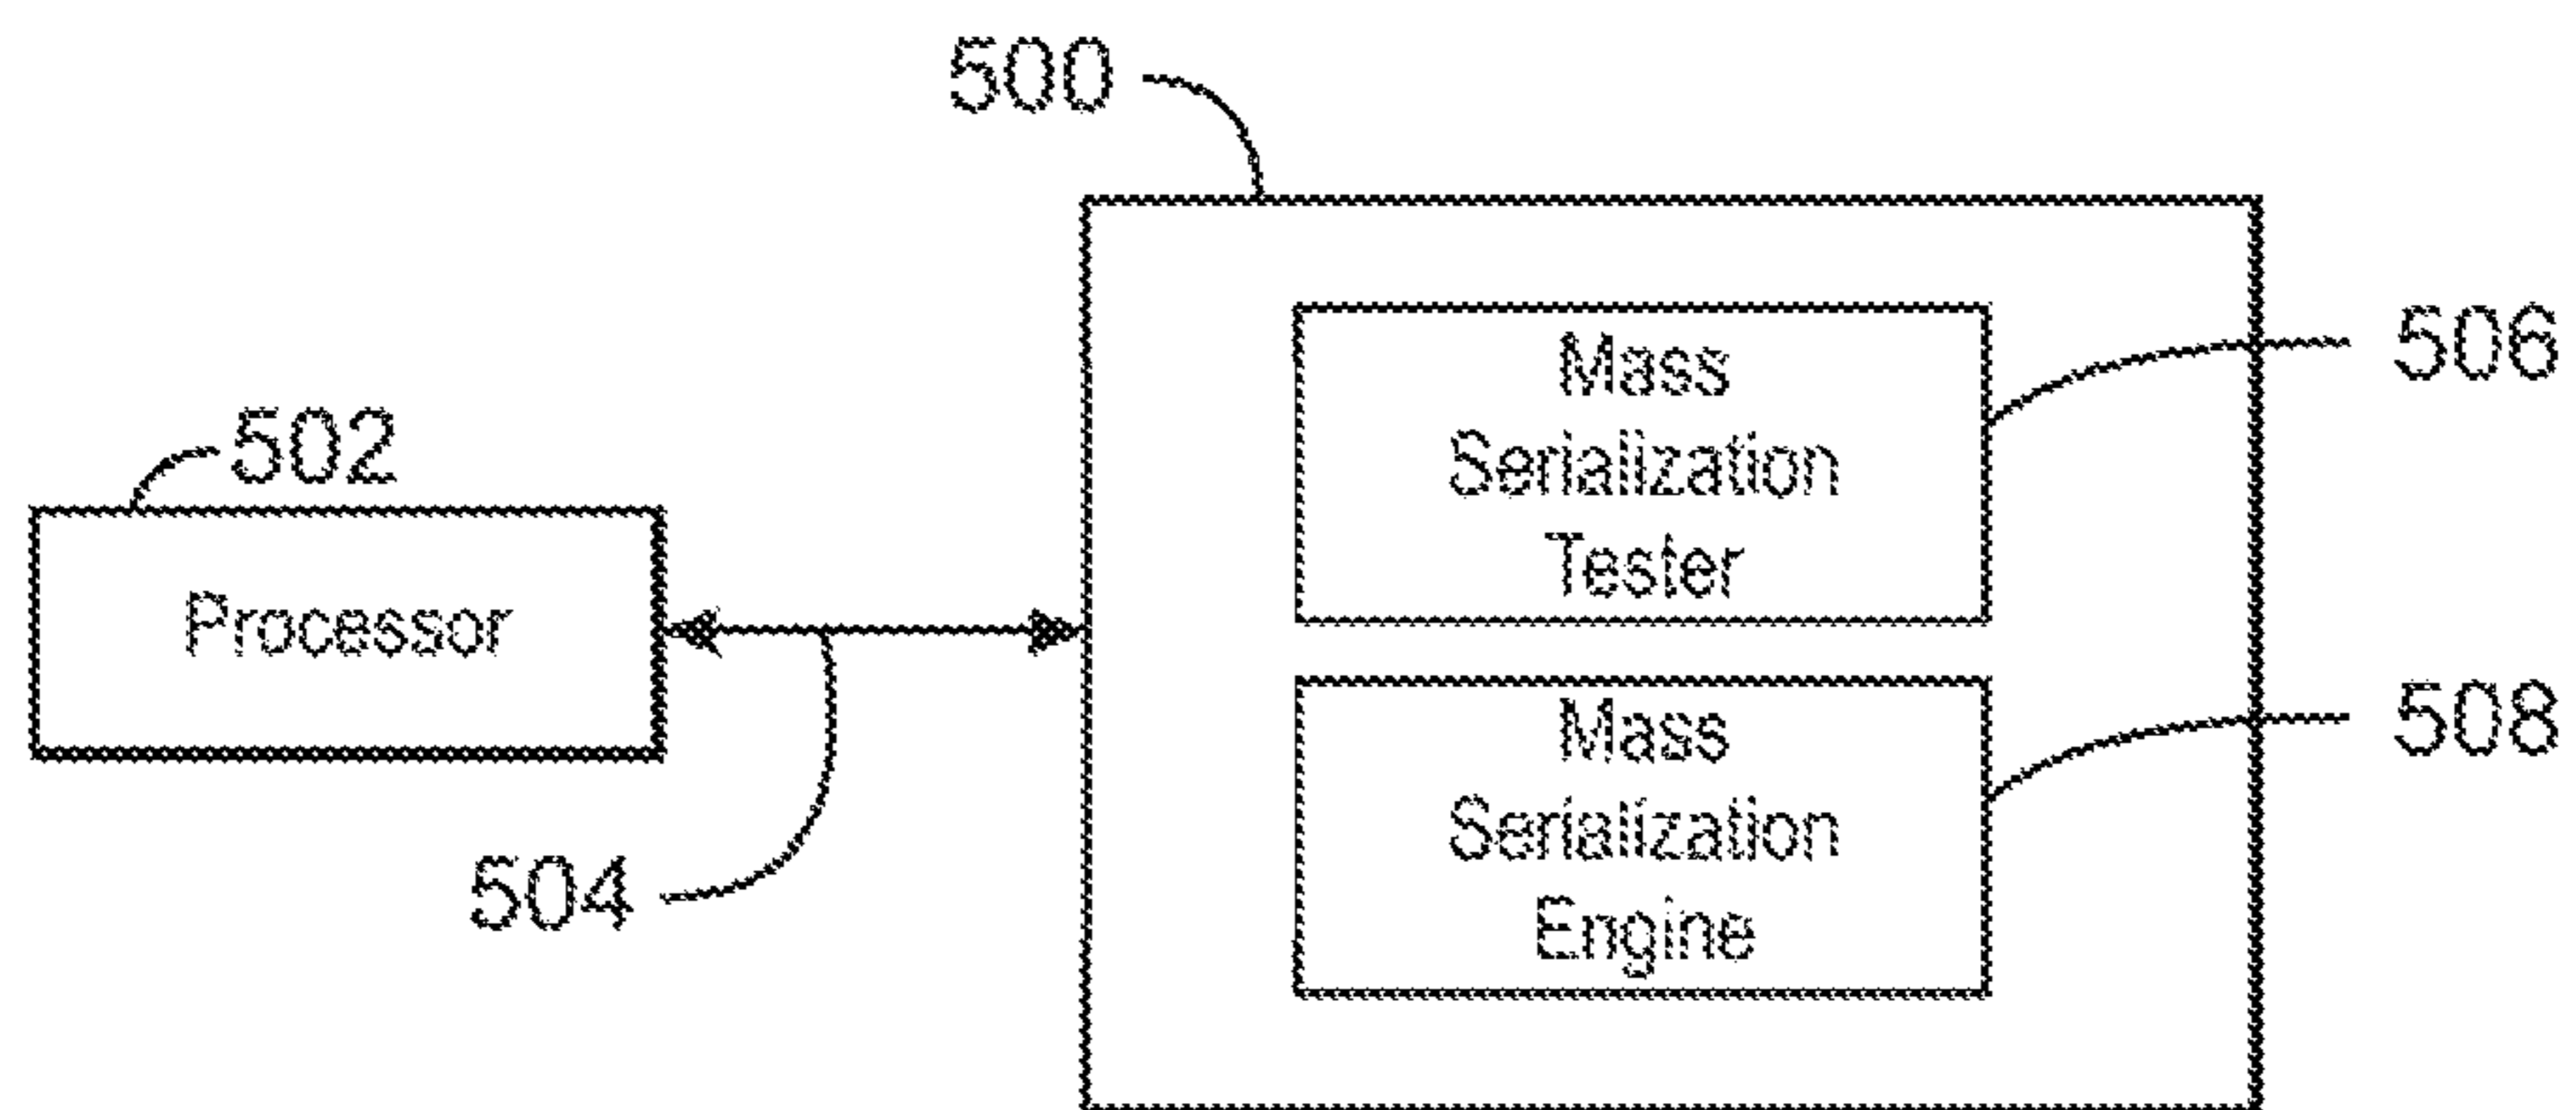 500
Mass
Serialization
Tester
506
502
Processor
504
Mass
Serialization
Engine
508